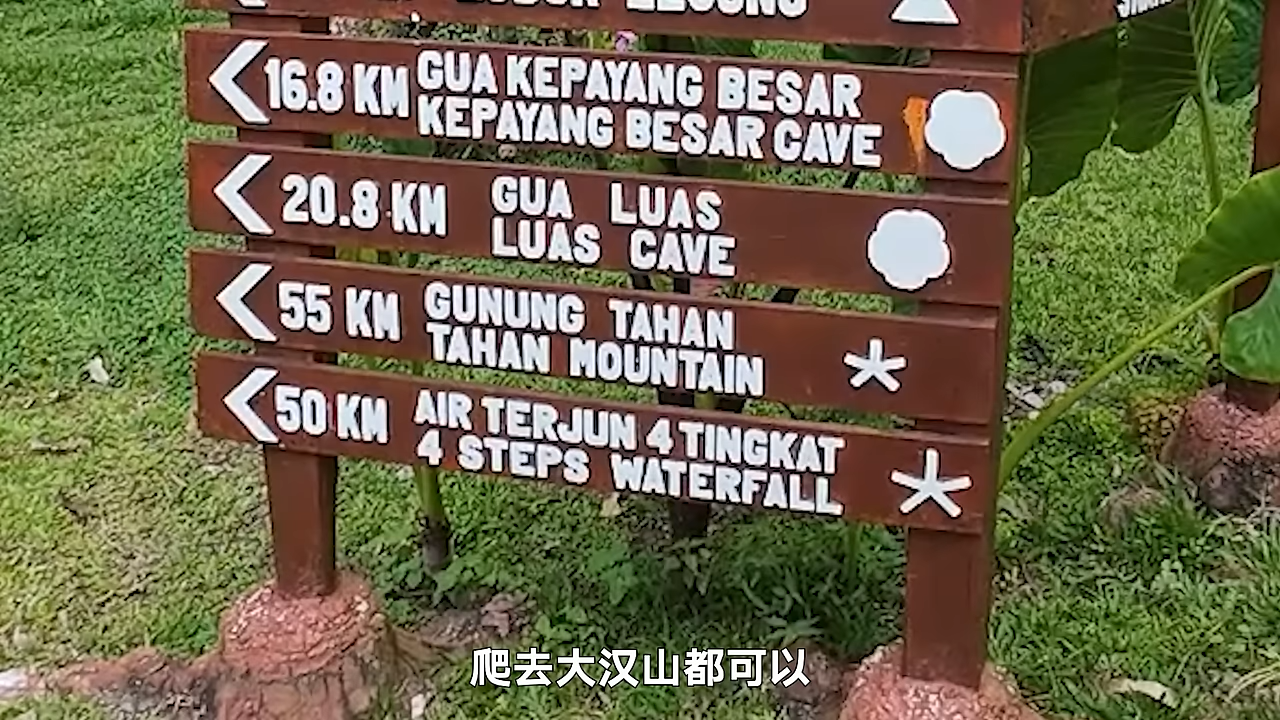 16.8 KM GUA KEPAYANG BESAR
KEPAYANG BESAR CAVE
20.8 KM GUA LUAS
LUAS CAVE
55 KM GUNUNG TAHAN
TAHAN MOUNTAIN
50 KM AIR TERJUN 4 TINGKAT
4 STEPS WATERFALL
爬去大汉山都可以